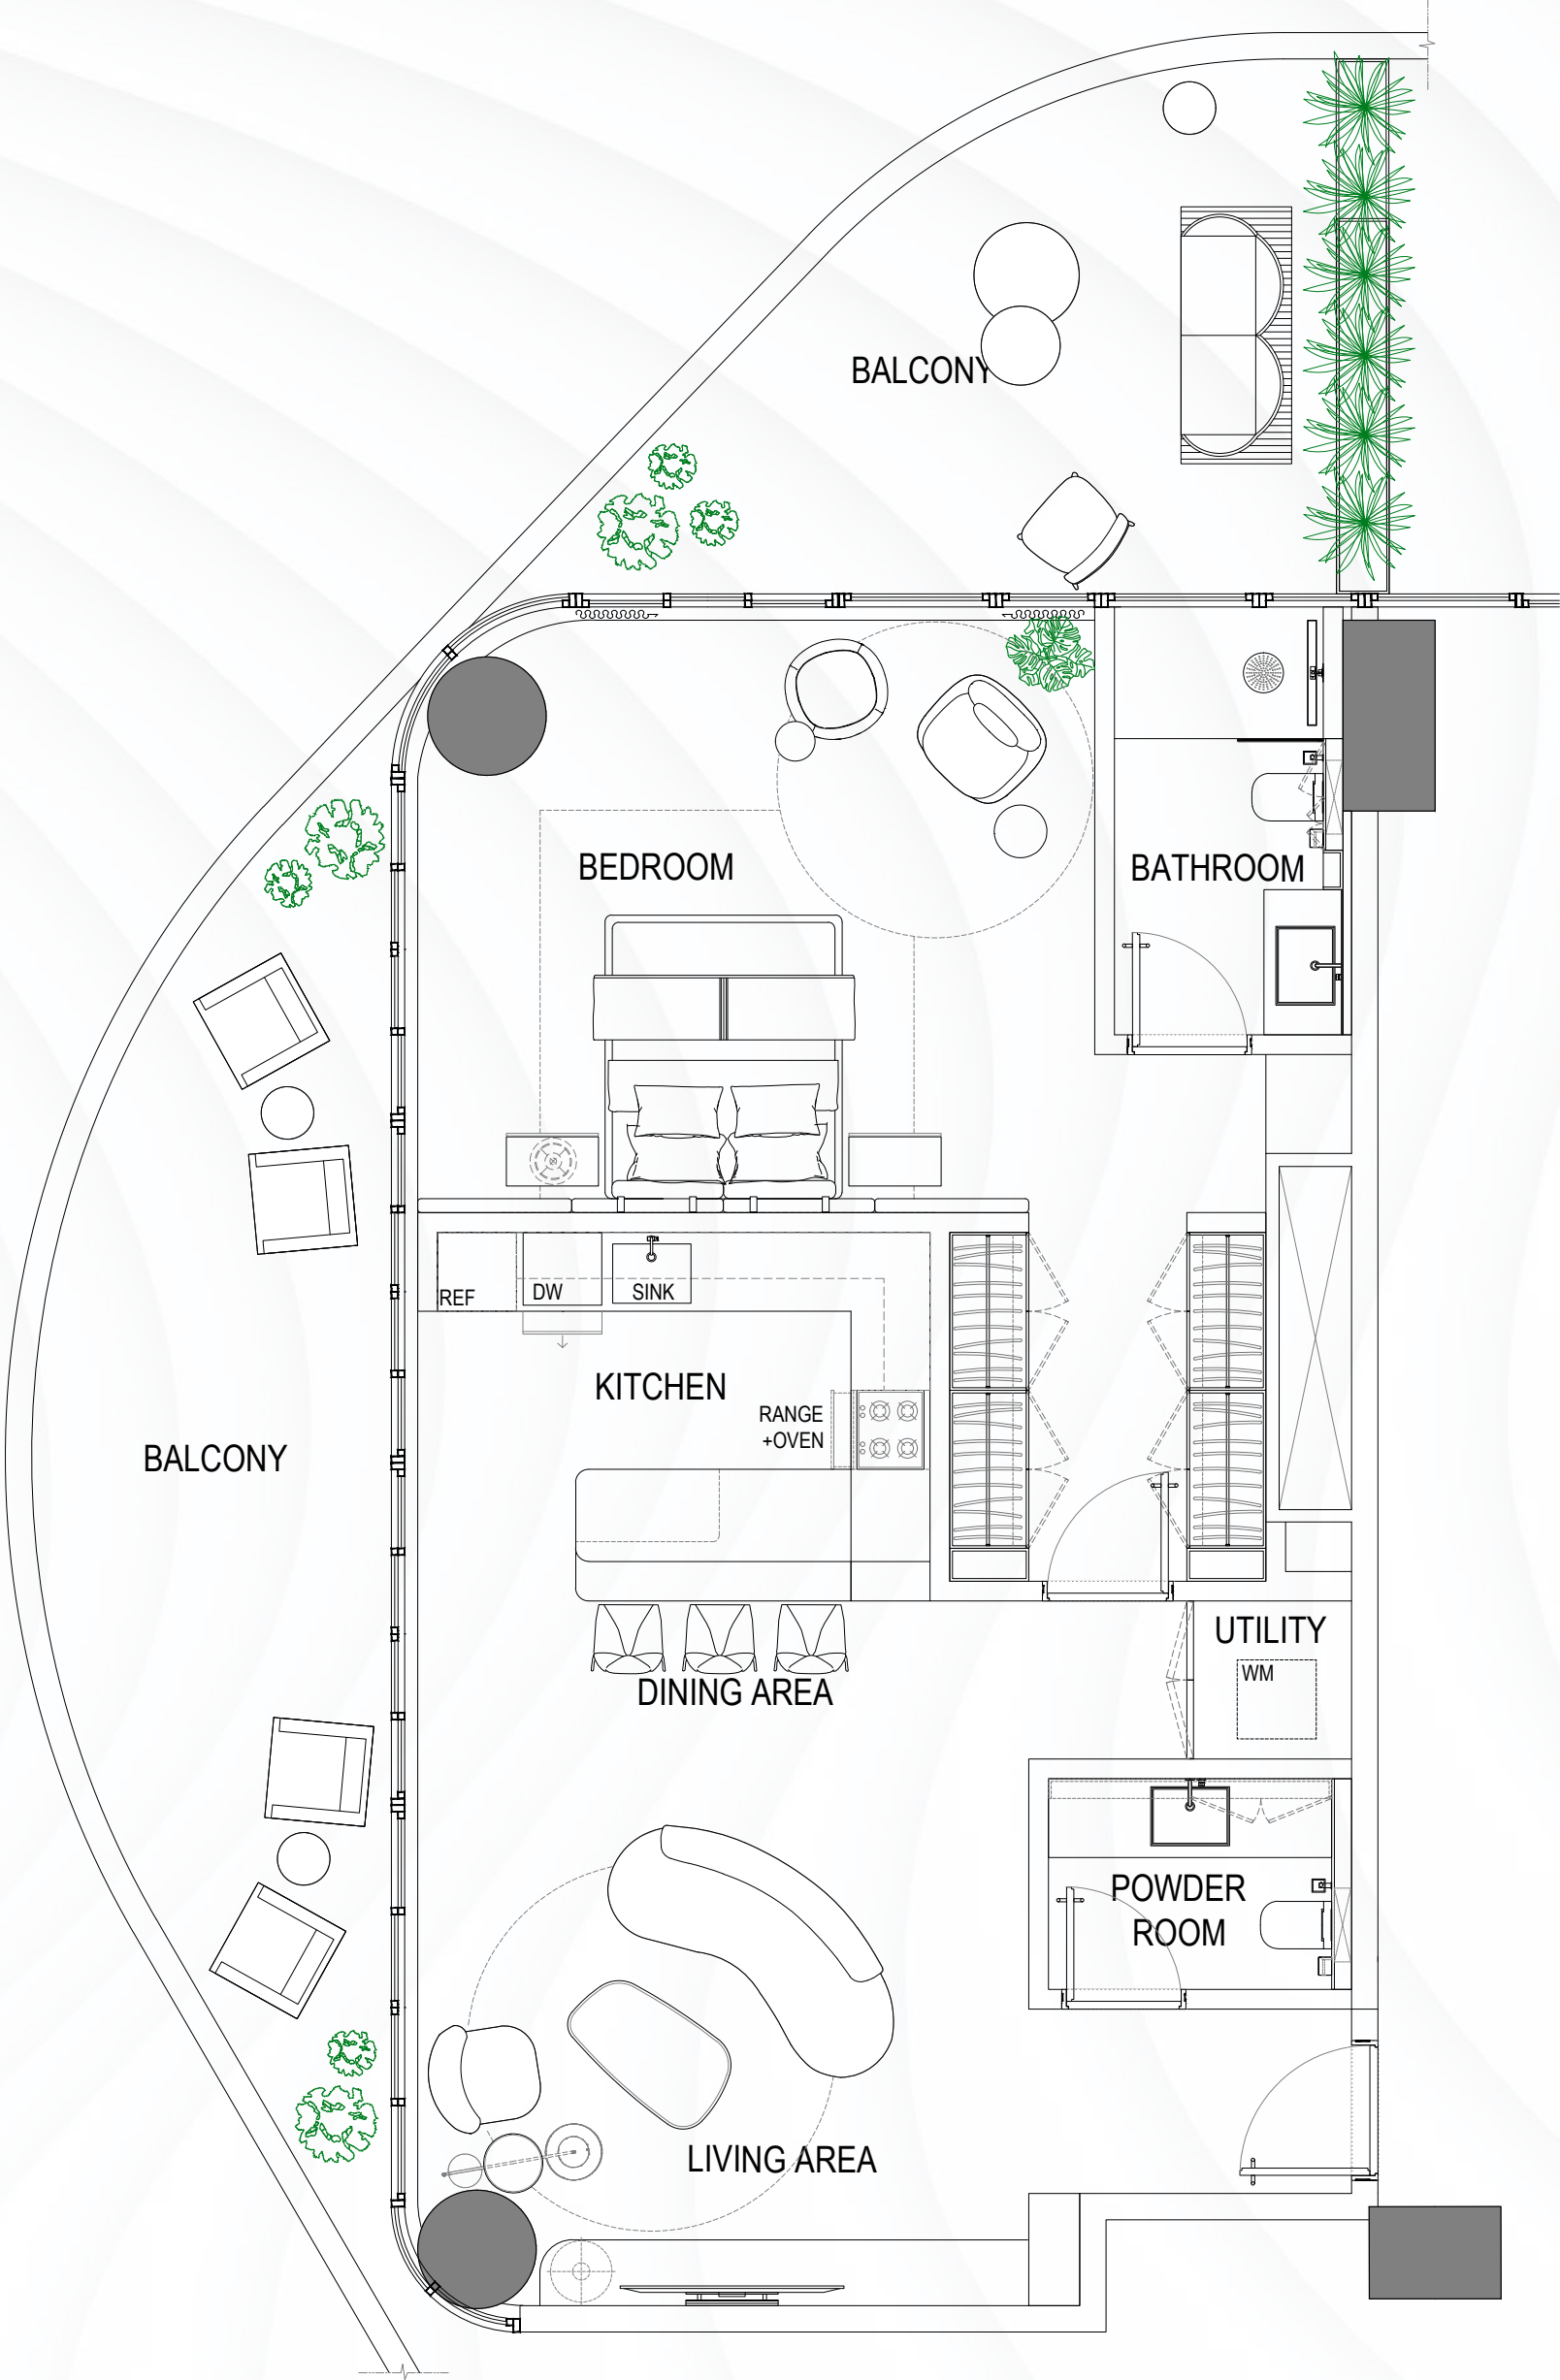 BALCONY
BEDROOM
BATHROOM
REF
DW
SINK
KITCHEN
RANGE
+OVEN
BALCONY
UTILITY
WM
DINING AREA
POWDER
ROOM
LIVING AREA